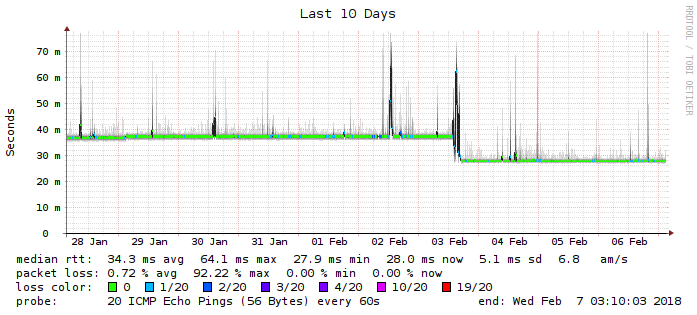 Last 10 Days
RRDTOOL / TOBI OETIKER
Seconds
70 m
60 m
50 m
40 m
30 m
20 m
10 m
0
28 Jan 29 Jan 30 Jan 31 Jan 01 Feb 02 Feb 03 Feb 04 Feb 05 Feb 06 Feb
median rtt: 34.3 ms avg 64.1 ms max 27.9 ms min 28.0 ms now 5.1 ms sd 6.8 am/s
packet loss: 0.72 % avg 92.22 % max 0.00 % min 0.00 % now
loss color: 0 1/20 2/20 3/20 4/20 10/20 19/20
probe: 20 ICMP Echo Pings (56 Bytes) every 60s end: Wed Feb 7 03:10:03 2018